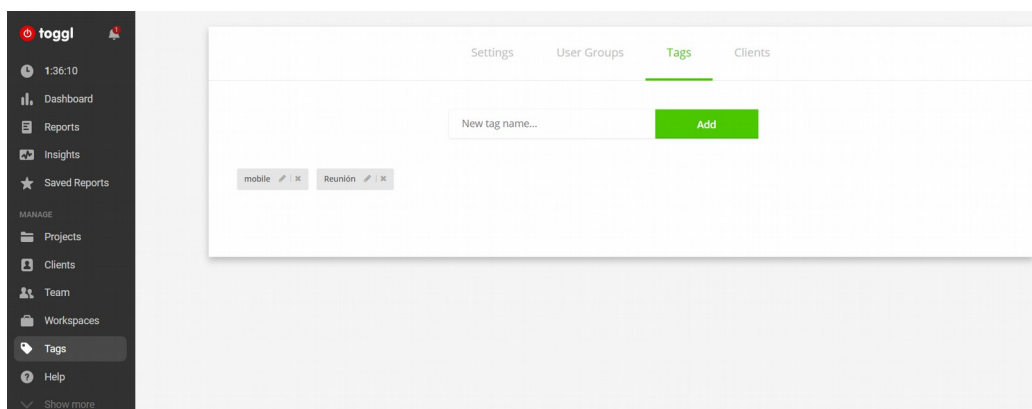 toggl
1:36:10
Dashboard
Reports
Insights
Saved Reports
MANAGE
Projects
Clients
Team
Workspaces
Tags
Help
Show more
Settings User Groups Tags Clients
New tag name... Add
mobile Reunión